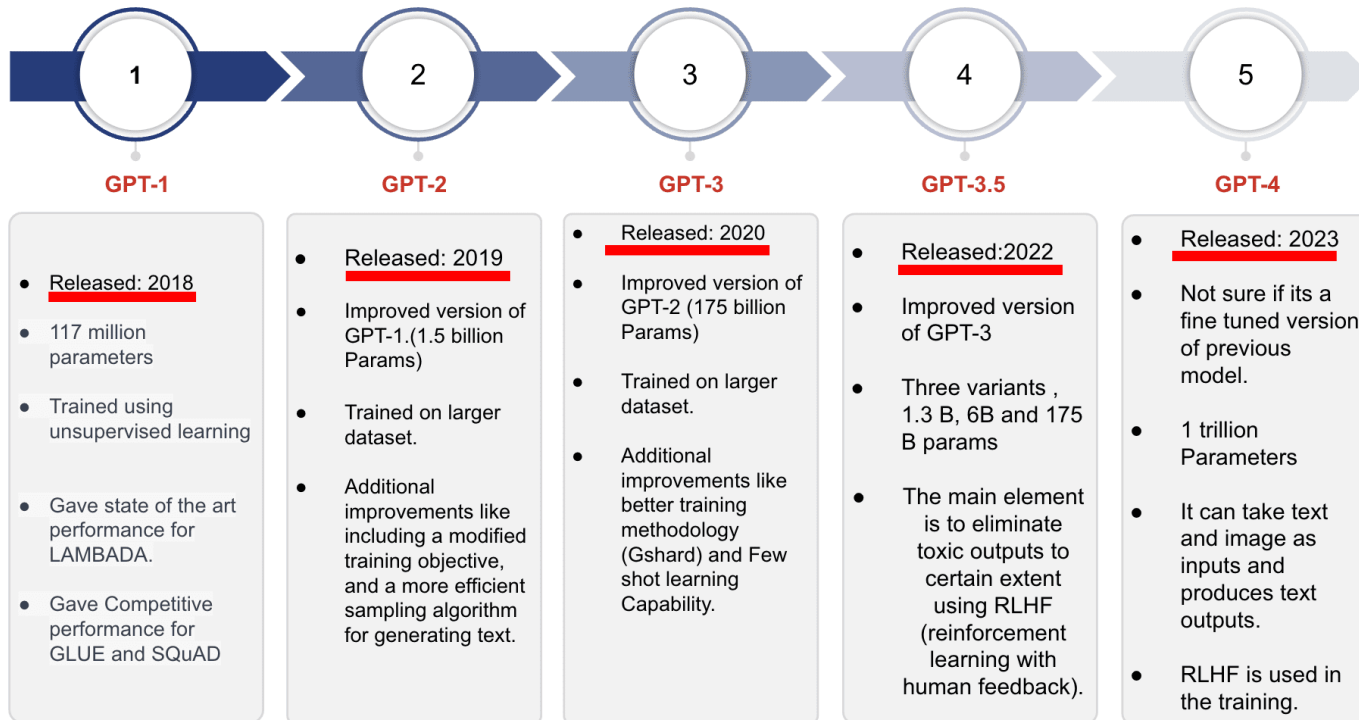 1
2
3
4
5
GPT-1
GPT-2
GPT-3
GPT-3.5
GPT-4
● Released: 2018
● 117 million
parameters
● Trained using
unsupervised learning
● Gave state of the art
performance for
LAMBADA.
● Gave Competitive
performance for
GLUE and SQuAD
● Released: 2019
● Improved version of
GPT-1.(1.5 billion
Params)
● Trained on larger
dataset.
● Additional
improvements like
including a modified
training objective,
and a more efficient
sampling algorithm
for generating text.
● Released: 2020
● Improved version of
GPT-2 (175 billion
Params)
● Trained on larger
dataset.
● Additional
improvements like
better training
methodology
(Gshard) and Few
shot learning
Capability.
● Released:2022
● Improved version
of GPT-3
● Three variants ,
1.3 B, 6B and 175
B params
● The main element
is to eliminate
toxic outputs to
certain extent
using RLHF
(reinforcement
learning with
human feedback).
● Released: 2023
● Not sure if its a
fine tuned version
of previous
model.
● 1 trillion
Parameters
● It can take text
and image as
inputs and
produces text
outputs.
● RLHF is used in
the training.